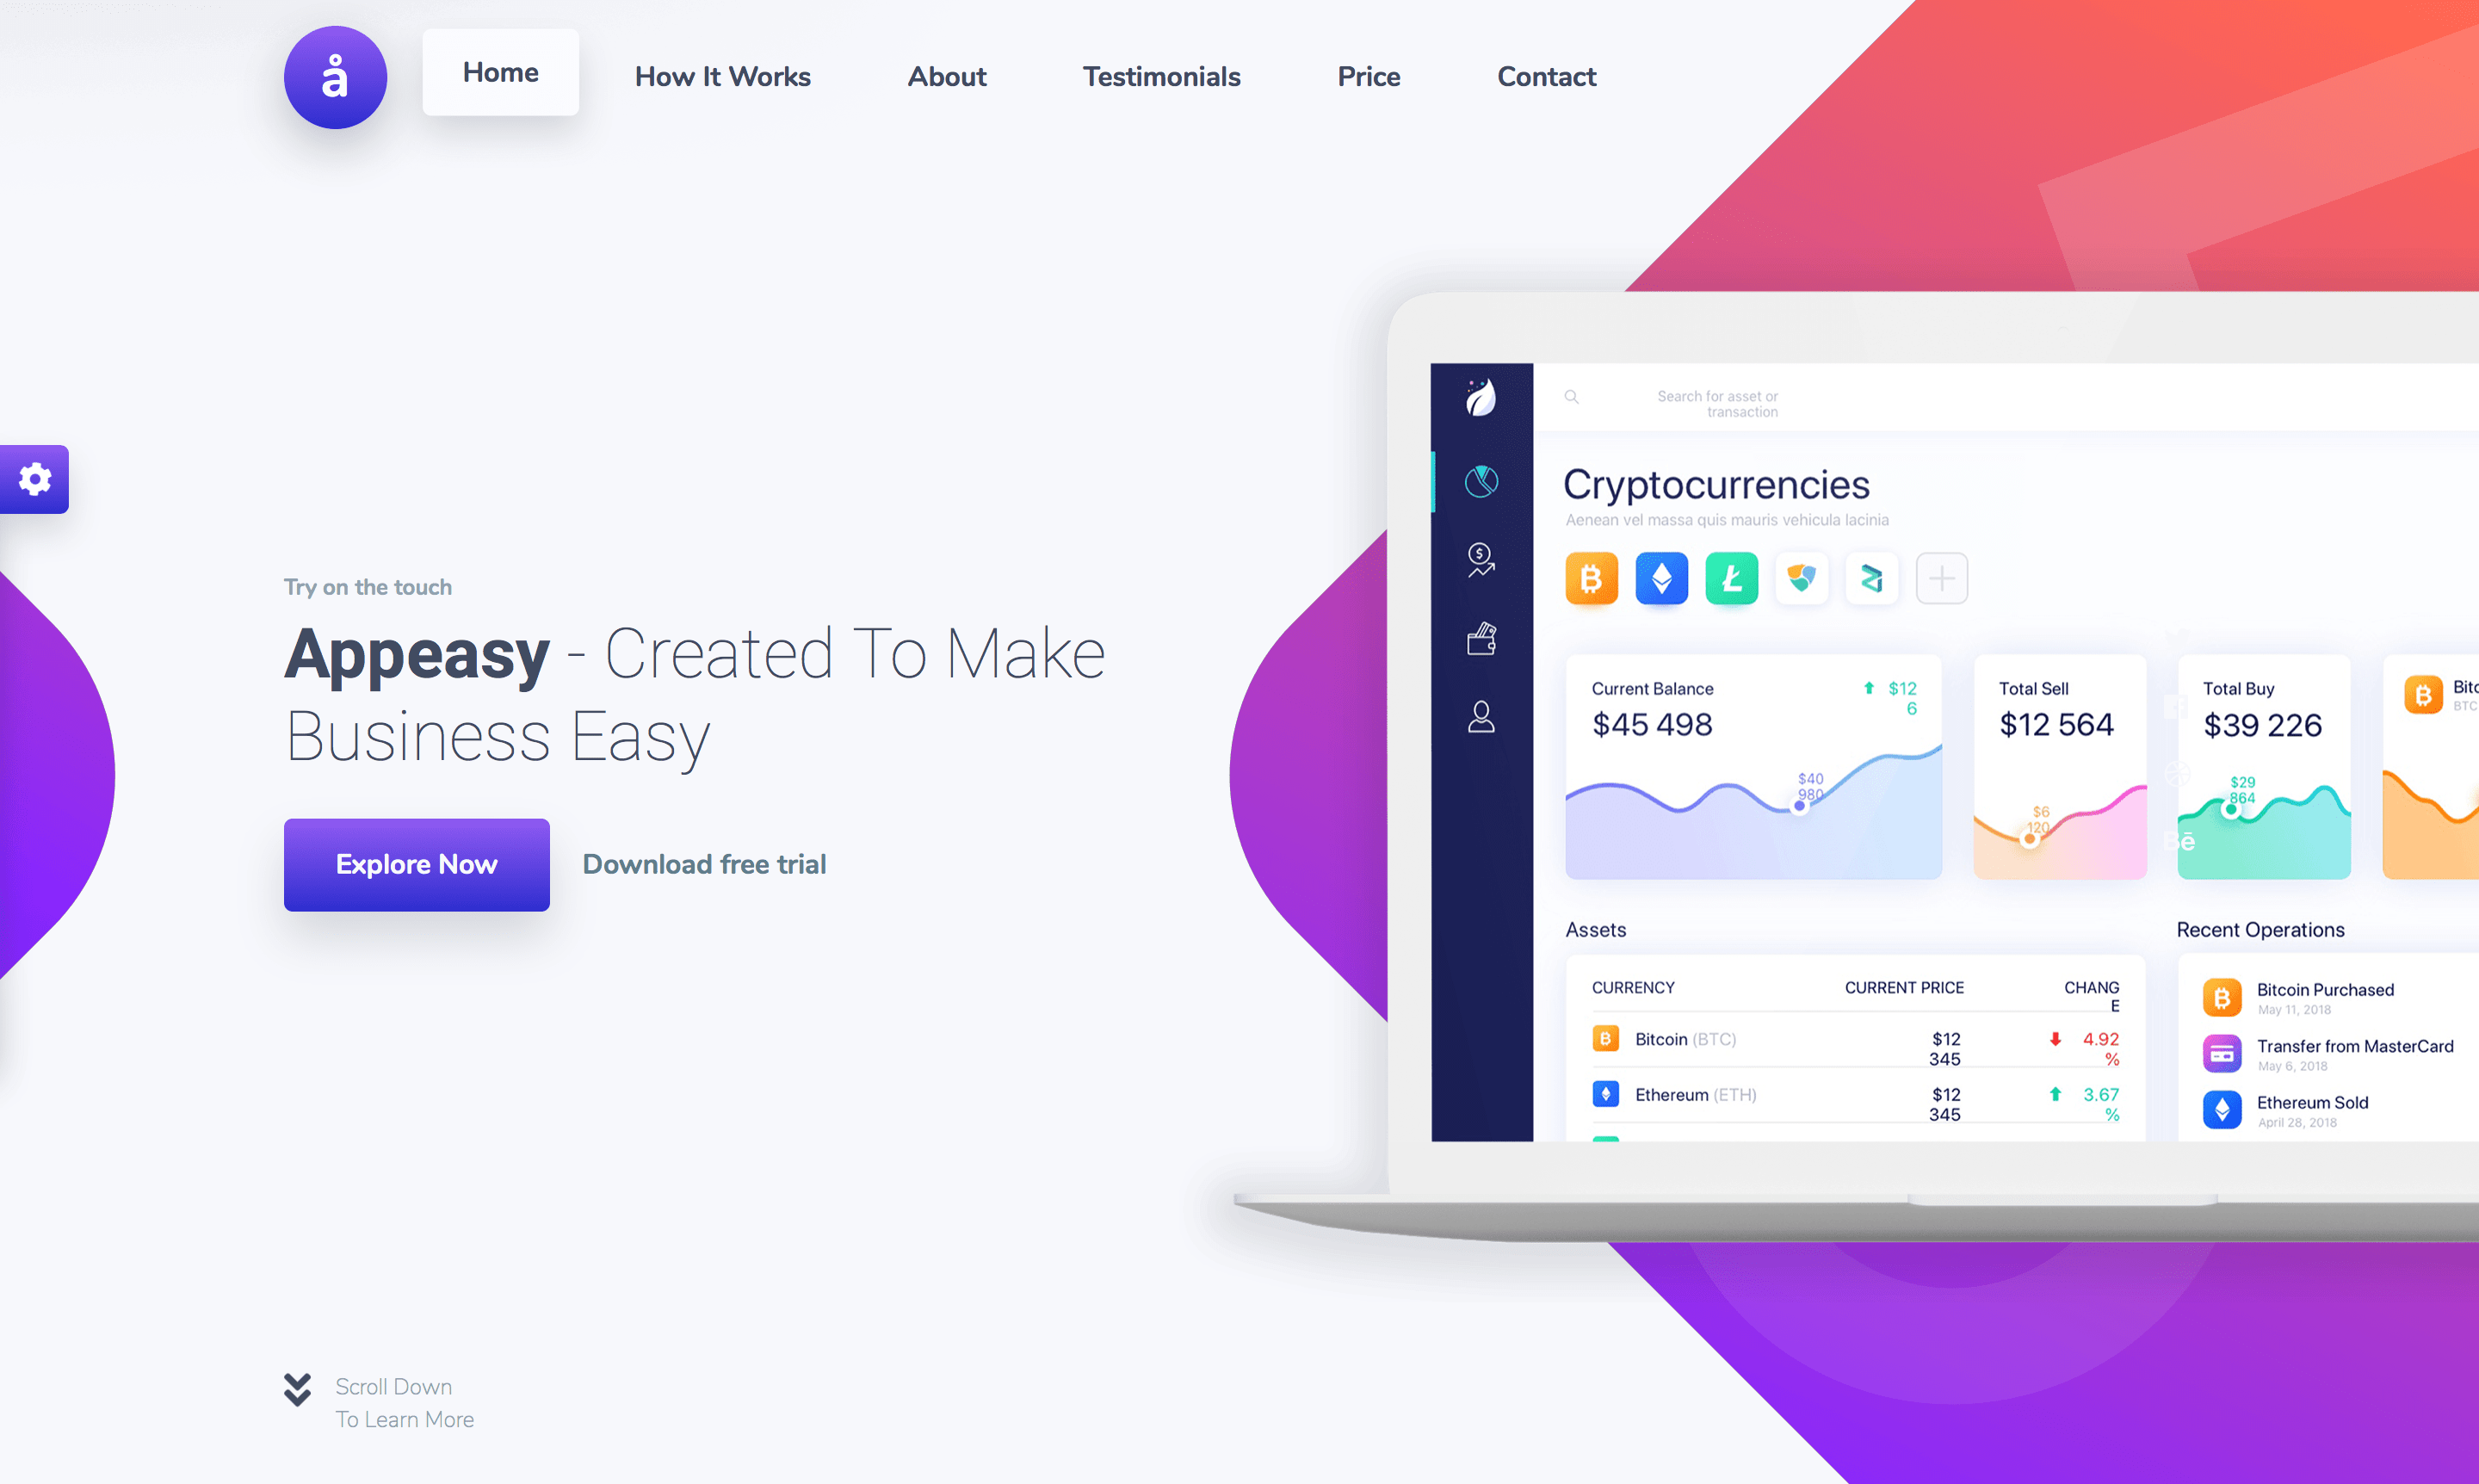 å
Home
How It Works
About
Testimonials
Price
Contact
Try on the touch
Appeasy - Created To Make
Business Easy
Explore Now
Download free trial
Scroll Down
To Learn More
Search for asset or
transaction
Cryptocurrencies
Aenean vel massa quis mauris vehicula lacinia
Current Balance
$12
6
$45 498
$40
980
Total Sell
$12 564
$6
120
Total Buy
$39 226
$29
864
Bē
BTC
Assets
CURRENCY
CURRENT PRICE
CHANG
E
Bitcoin (BTC)
$12
345
4.92
%
Ethereum (ETH)
$12
345
3.67
%
Recent Operations
Bitcoin Purchased
May 11, 2018
Transfer from MasterCard
May 6, 2018
Ethereum Sold
April 28, 2018